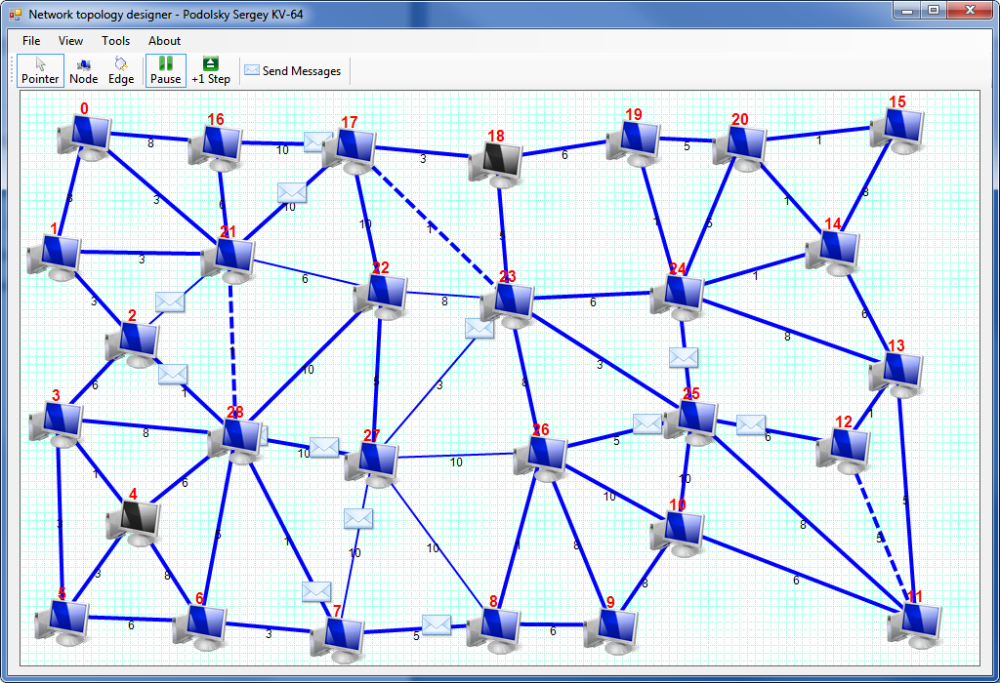 Network topology designer - Podolsky Sergey KV-64
File View Tools About
Pointer Node Edge Pause +1 Step Send Messages
0 16 17 18 19 20 15
8 10 3 6 5 1
3 3 6 10 10 1 5 1 5 1 3
1 21 22 23 24 14
3 6 8 6 1
3 8 6
2 28 27 26 25 12 13
6 1 1 10 5 3 8 3 1
3 8 10 10 5 6
1 6 10 10
4 10
3 3 8 5 1 10 10 1 8 8 6 8 5 5
5 6 7 8 9 11
6 3 5 6